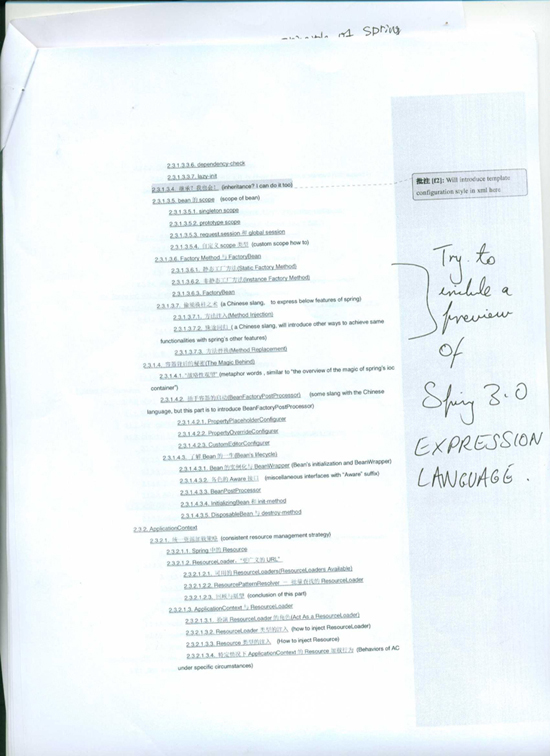 of Spring
2.3.1.3.3.6. dependency-check
2.3.1.3.3.7. lazy-init
2.3.1.3.4. 继承？我也会！ (inheritance? I can do it too)
2.3.1.3.5. bean 的 scope (scope of bean)
2.3.1.3.5.1. singleton scope
2.3.1.3.5.2. prototype scope
2.3.1.3.5.3. request,session 和 global session
2.3.1.3.5.4. 自定义 scope 类型 (custom scope how to)
2.3.1.3.6. Factory Method 与 FactoryBean
2.3.1.3.6.1. 静态工厂方法(Static Factory Method)
2.3.1.3.6.2. 非静态工厂方法(Instance Factory Method)
2.3.1.3.6.3. FactoryBean
2.3.1.3.7. 偷梁换柱之术 (a Chinese slang, to express below features of spring)
2.3.1.3.7.1. 方法注入(Method Injection)
2.3.1.3.7.2. ( a Chinese slang, will introduce other ways to achieve same
functionalities with spring's other features)
2.3.1.3.7.3. 方法替换(Method Replacement)
2.3.1.4. 容器背后的秘密(The Magic Behind)
2.3.1.4.1. "战略性观望" (metaphor words , similar to "the overview of the magic of spring's ioc
container")
2.3.1.4.2. (BeanFactoryPostProcessor) (some slang with the Chinese
language, but this part is to introduce BeanFactoryPostProcessor)
2.3.1.4.2.1. PropertyPlaceholderConfigurer
2.3.1.4.2.2. PropertyOverrideConfigurer
2.3.1.4.2.3. CustomEditorConfigurer
2.3.1.4.3. 了解 Bean 的一生(Bean's lifecycle)
2.3.1.4.3.1. Bean 的实例化与 BeanWrapper (Bean's initialization and BeanWrapper)
2.3.1.4.3.2. 各色的 Aware 接口 (miscellaneous interfaces with "Aware" suffix)
2.3.1.4.3.3. BeanPostProcessor
2.3.1.4.3.4. InitializingBean 和 init-method
2.3.1.4.3.5. DisposableBean 与 destroy-method
2.3.2. ApplicationContext
2.3.2.1. 统一资源加载策略 (consistent resource management strategy)
2.3.2.1.1. Spring 中的 Resource
2.3.2.1.2. ResourceLoader, "更广义的 URL"
2.3.2.1.2.1. 可用的 ResourceLoaders(ResourceLoaders Available)
2.3.2.1.2.2. ResourcePatternResolver — 批量查找的 ResourceLoader
2.3.2.1.2.3. 回顾与展望 (conclusion of this part)
2.3.2.1.3. ApplicationContext 与 ResourceLoader
2.3.2.1.3.1. 扮演 ResourceLoader 的角色(Act As a ResourceLoader)
2.3.2.1.3.2. ResourceLoader 类型的注入 (how to inject ResourceLoader)
2.3.2.1.3.3. Resource 类型的注入 (How to inject Resource)
2.3.2.1.3.4. 特定情况下 ApplicationContext 的 Resource 加载行为 (Behaviors of AC
under specific circumstances)
批注 [f2]: Will introduce template
configuration style in xml here
Try to
include a
preview
of
Spring 3.0
EXPRESSION
LANGUAGE.